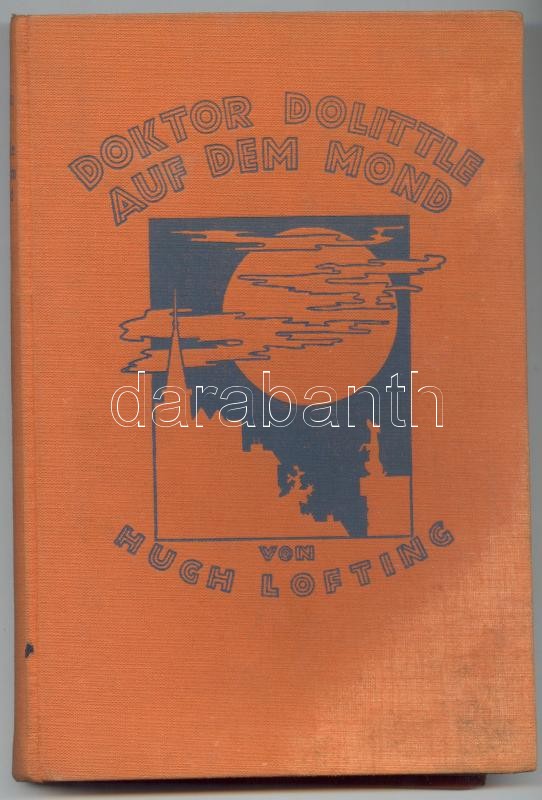 DOKTOR DOLITTLE
AUF DEM MOND
darabanth
VON
HUGH LOFTING